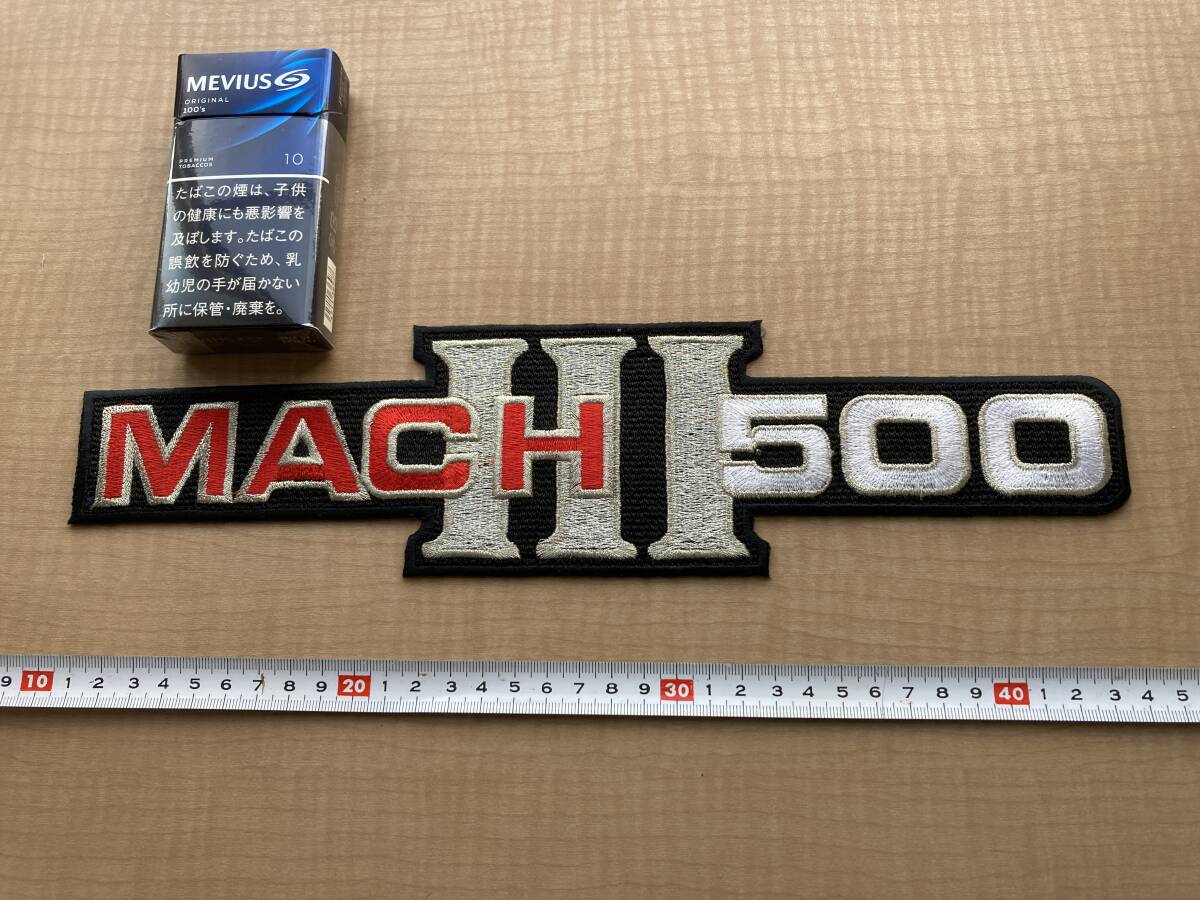 MEVIUS
ORIGINAL
100's
PREMIUM
TOBACCOS
10
たばこの煙は、子供
の健康にも悪影響を
及ぼします。たばこの
誤飲を防ぐため、乳
幼児の手が届かない
所に保管・廃棄を。
MACH III 500
9 10 1 2 3 4 5 6 7 8 9 20 1 2 3 4 5 6 7 8 9 30 1 2 3 4 5 6 7 8 9 40 1 2 3 4 5